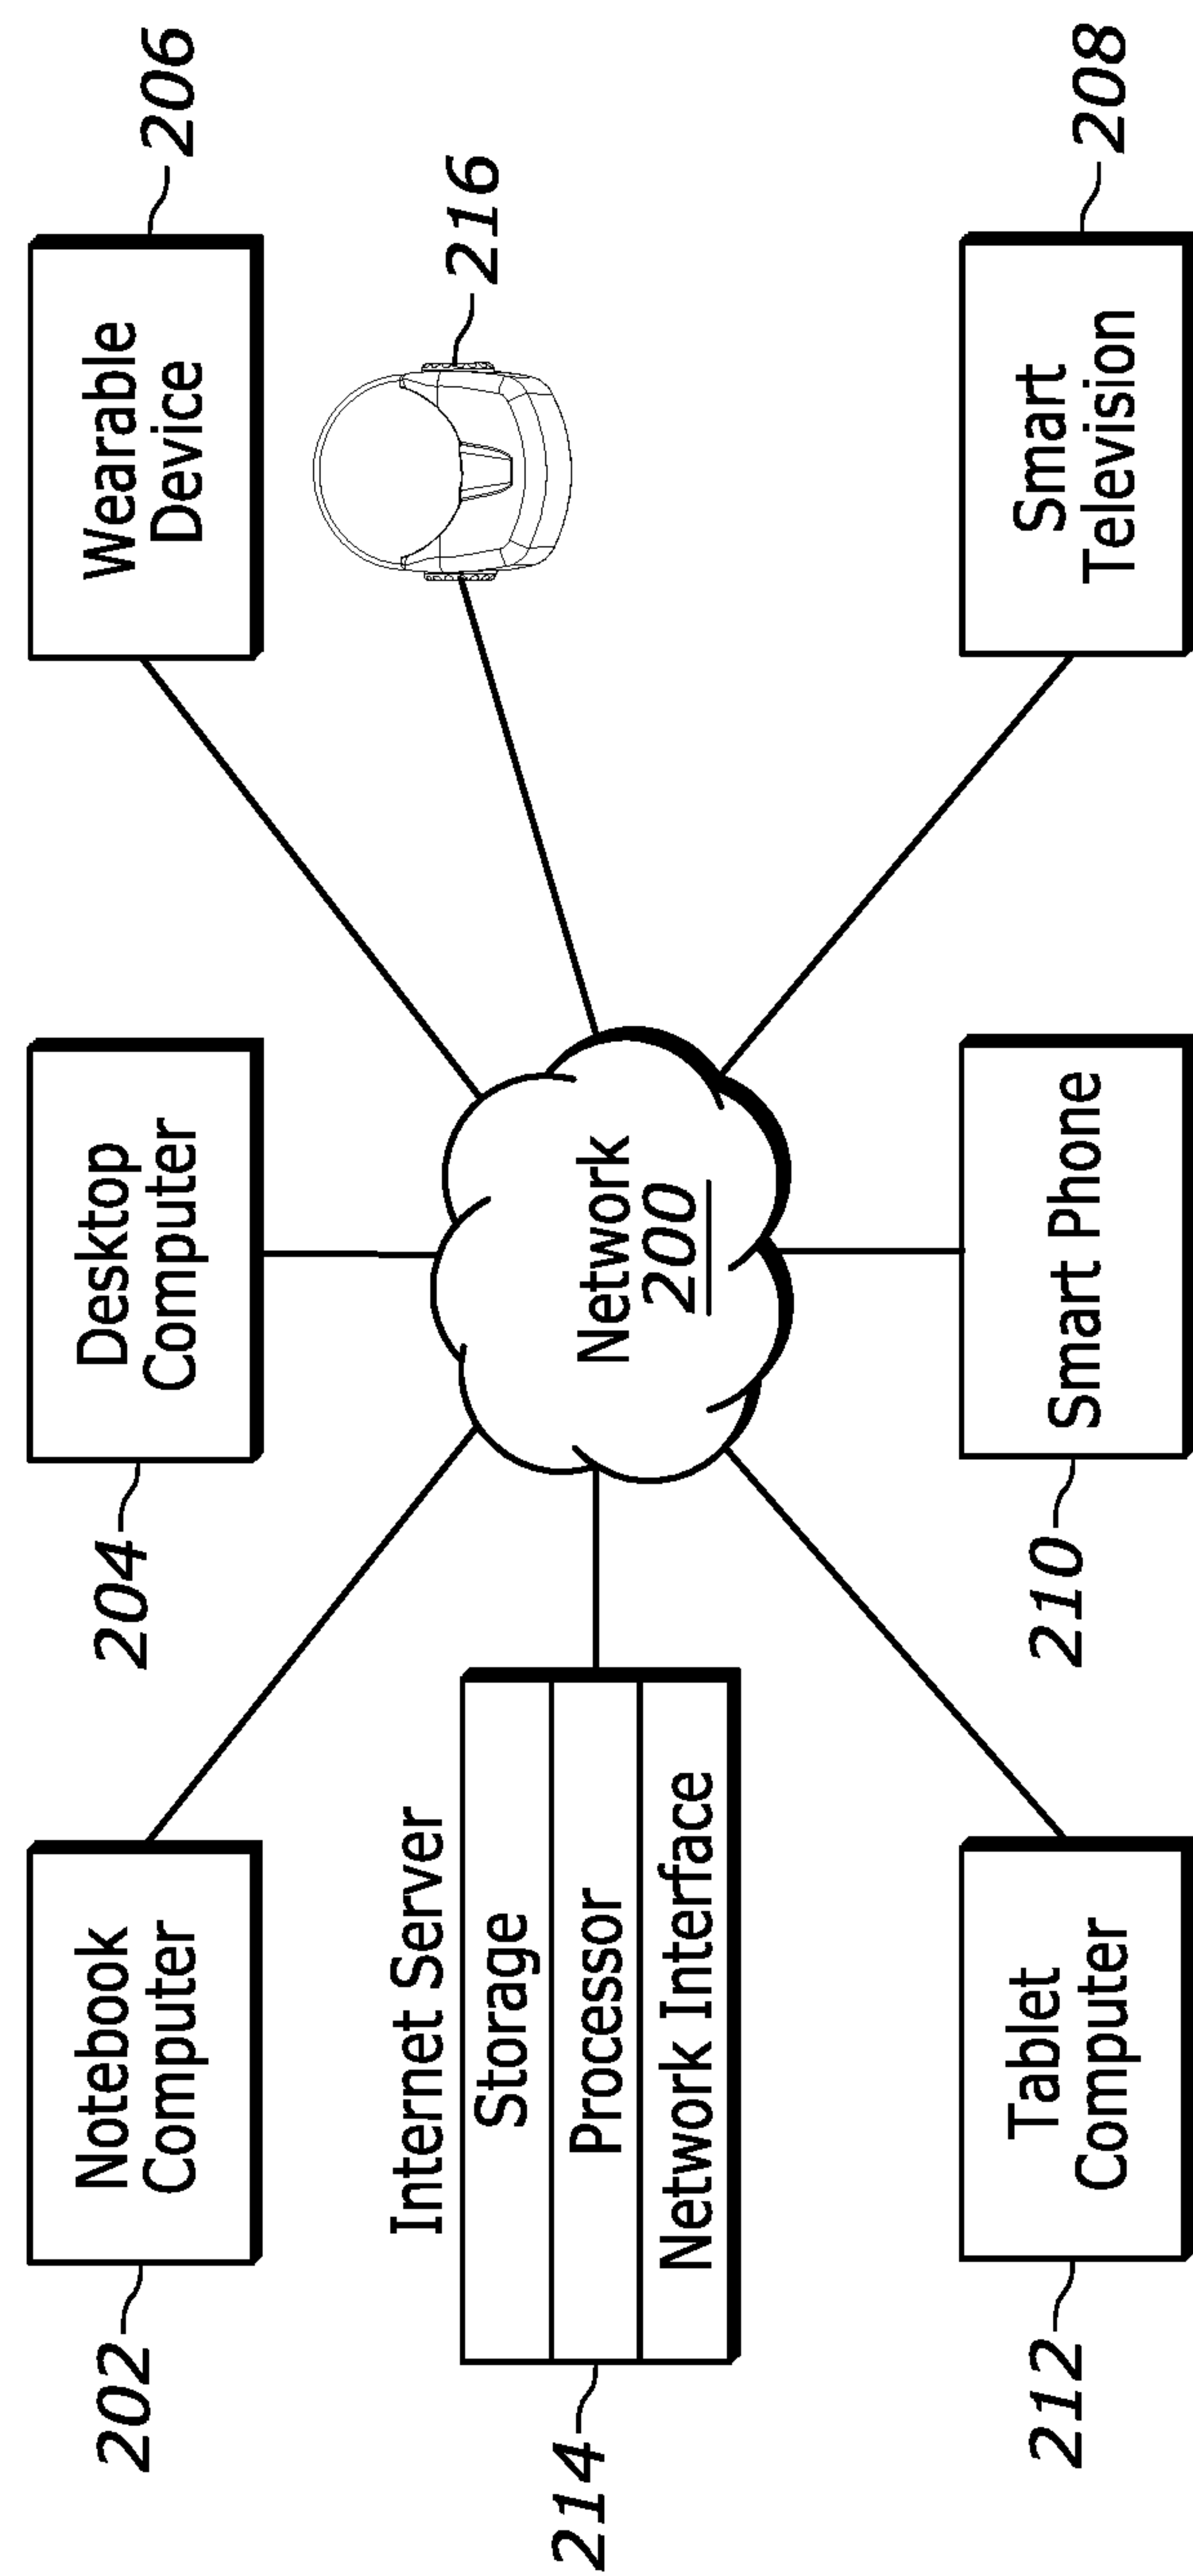 202
Notebook
Computer
204
Desktop
Computer
Wearable
Device
206
214
Internet Server
Storage
Processor
Network Interface
Network
200
216
212
Tablet
Computer
210
Smart Phone
Smart
Television
208